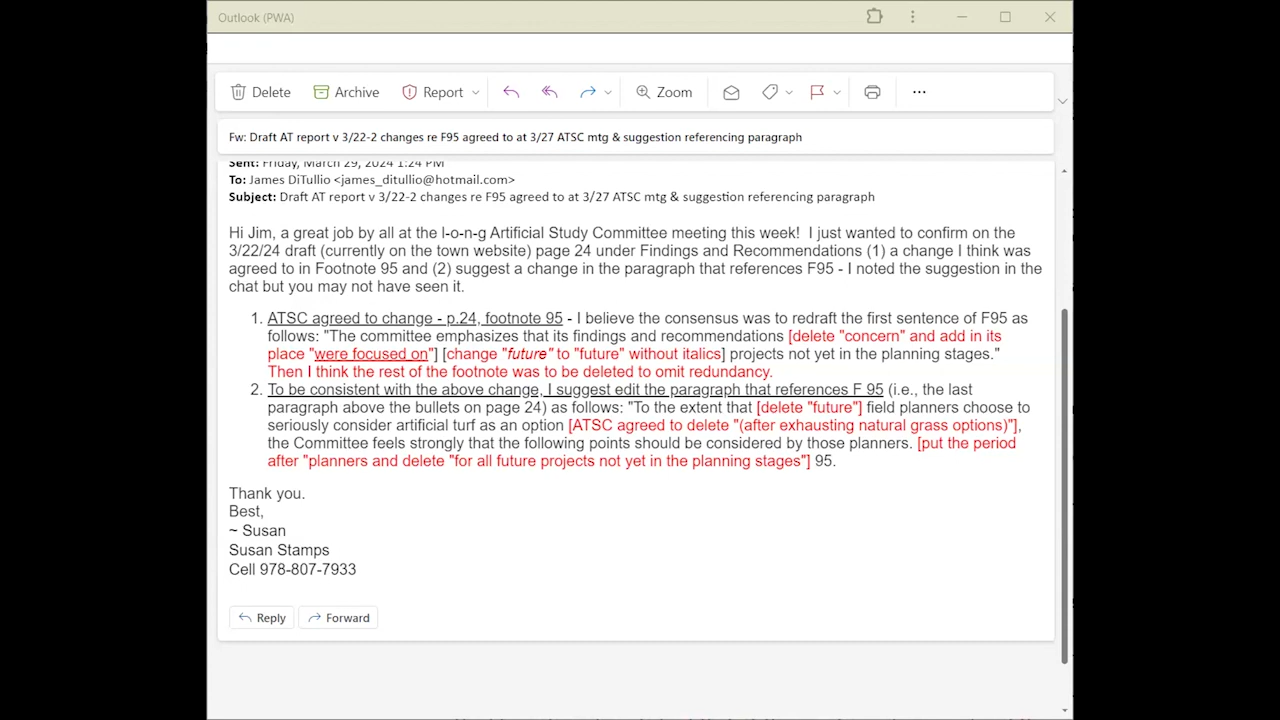 Outlook (PWA)
Delete Archive Report Zoom
Fw: Draft AT report v 3/22-2 changes re F95 agreed to at 3/27 ATSC mtg & suggestion referencing paragraph
Sent: Friday, March 29, 2024 1:24 PM
To: James DiTullio <james_ditullio@hotmail.com>
Subject: Draft AT report v 3/22-2 changes re F95 agreed to at 3/27 ATSC mtg & suggestion referencing paragraph
Hi Jim, a great job by all at the l-o-n-g Artificial Study Committee meeting this week!  I just wanted to confirm on the
3/22/24 draft (currently on the town website) page 24 under Findings and Recommendations (1) a change I think was
agreed to in Footnote 95 and (2) suggest a change in the paragraph that references F95 - I noted the suggestion in the
chat but you may not have seen it.
1. ATSC agreed to change - p.24, footnote 95 - I believe the consensus was to redraft the first sentence of F95 as
follows: "The committee emphasizes that its findings and recommendations [delete "concern" and add in its
place "were focused on"] [change "future" to "future" without italics] projects not yet in the planning stages."
Then I think the rest of the footnote was to be deleted to omit redundancy.
2. To be consistent with the above change, I suggest edit the paragraph that references F 95 (i.e., the last
paragraph above the bullets on page 24) as follows: "To the extent that [delete "future"] field planners choose to
seriously consider artificial turf as an option [ATSC agreed to delete "(after exhausting natural grass options)"],
the Committee feels strongly that the following points should be considered by those planners. [put the period
after "planners and delete "for all future projects not yet in the planning stages"] 95.
Thank you.
Best,
~ Susan
Susan Stamps
Cell 978-807-7933
Reply Forward